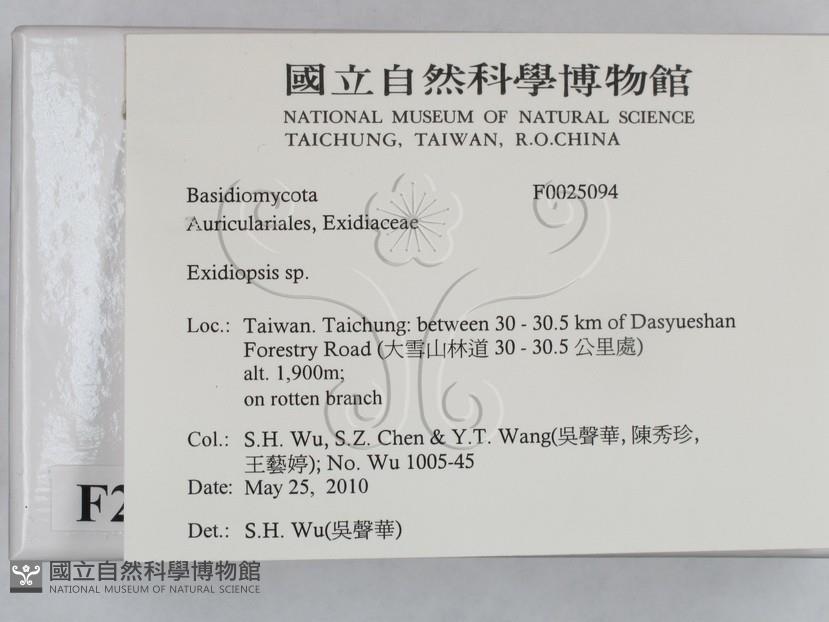 國立自然科學博物館
NATIONAL MUSEUM OF NATURAL SCIENCE
TAICHUNG, TAIWAN, R.O.CHINA
Basidiomycota F0025094
Auriculariales, Exidiaceae
Exidiopsis sp.
Loc.: Taiwan. Taichung: between 30 - 30.5 km of Dasyueshan
Forestry Road (大雪山林道 30 - 30.5 公里處)
alt. 1,900m;
on rotten branch
Col.: S.H. Wu, S.Z. Chen & Y.T. Wang(吳聲華, 陳秀珍,
王藝婷); No. Wu 1005-45
Date: May 25, 2010
Det.: S.H. Wu(吳聲華)
F2
國立自然科學博物館
NATIONAL MUSEUM OF NATURAL SCIENCE